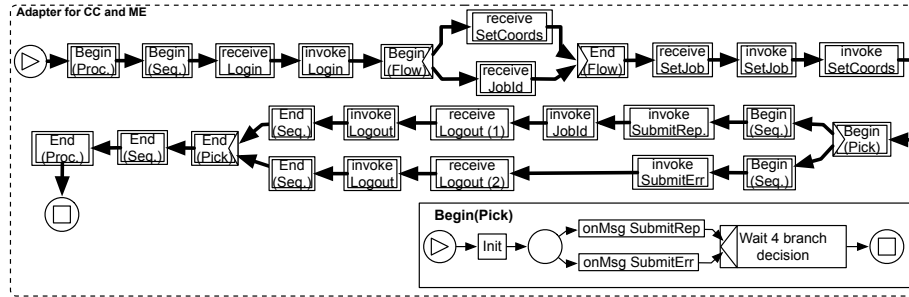 Adapter for CC and ME
Begin
(Proc.)
Begin
(Seq.)
receive
Login
invoke
Login
Begin
(Flow)
receive
SetCoords
receive
JobId
End
(Flow)
receive
SetJob
invoke
SetJob
invoke
SetCoords
Begin
(Pick)
Begin
(Seq.)
invoke
SubmitRep.
invoke
JobId
receive
Logout (1)
invoke
Logout
End
(Seq.)
Begin
(Seq.)
invoke
SubmitErr
receive
Logout (2)
invoke
Logout
End
(Seq.)
End
(Pick)
End
(Seq.)
End
(Proc.)
Begin(Pick)
Init
onMsg SubmitRep
onMsg SubmitErr
Wait 4 branch
decision